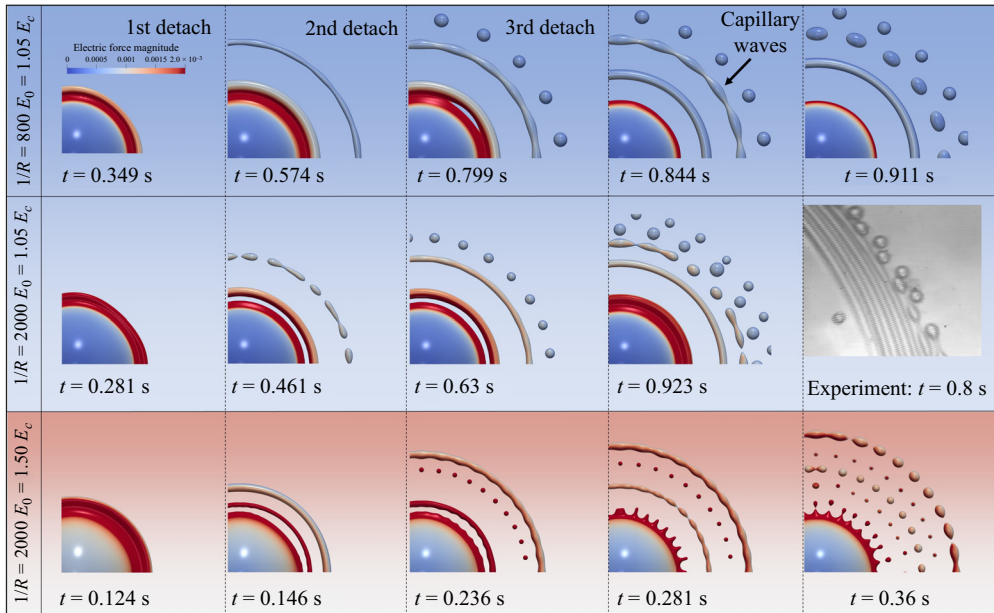 1st detach
2nd detach
3rd detach
Capillary
waves
Electric force magnitude
0 0.0005 0.001 0.0015 2.0 × 10⁻³
1/R = 800 E₀ = 1.05 E_c
t = 0.349 s
t = 0.574 s
t = 0.799 s
t = 0.844 s
t = 0.911 s
1/R = 2000 E₀ = 1.05 E_c
t = 0.281 s
t = 0.461 s
t = 0.63 s
t = 0.923 s
Experiment: t = 0.8 s
1/R = 2000 E₀ = 1.50 E_c
t = 0.124 s
t = 0.146 s
t = 0.236 s
t = 0.281 s
t = 0.36 s